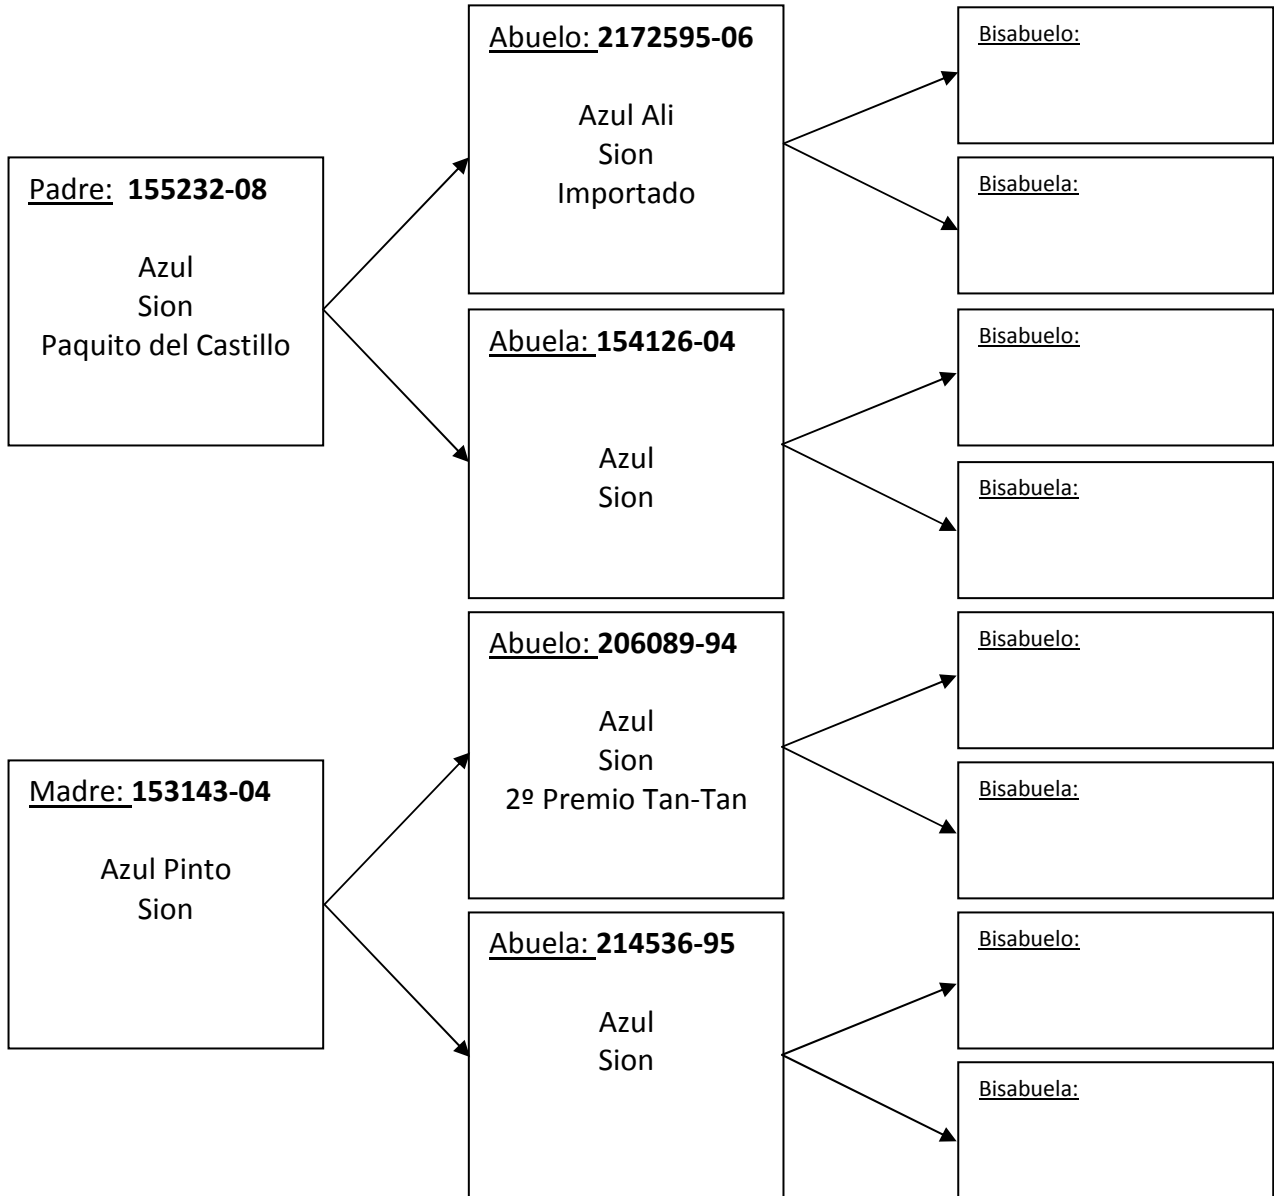 Padre: 155232-08
Azul
Sion
Paquito del Castillo
Abuelo: 2172595-06
Azul Ali
Sion
Importado
Bisabuelo:
Bisabuela:
Abuela: 154126-04
Azul
Sion
Bisabuelo:
Bisabuela:
Madre: 153143-04
Azul Pinto
Sion
Abuelo: 206089-94
Azul
Sion
2º Premio Tan-Tan
Bisabuelo:
Bisabuela:
Abuela: 214536-95
Azul
Sion
Bisabuelo:
Bisabuela: